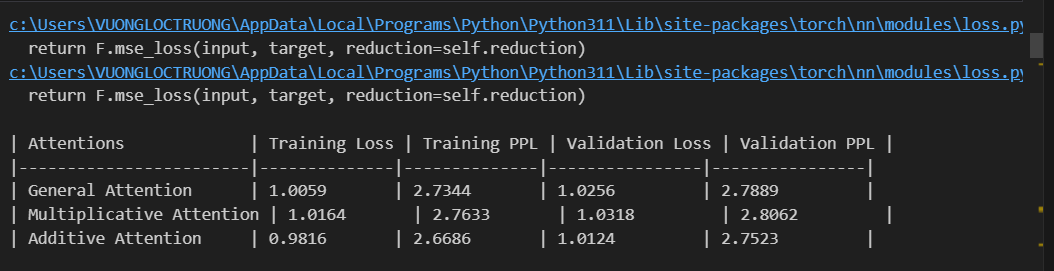 c:\Users\VUONGLOCTRUONG\AppData\Local\Programs\Python\Python311\Lib\site-packages\torch\nn\modules\loss.py
  return F.mse_loss(input, target, reduction=self.reduction)
c:\Users\VUONGLOCTRUONG\AppData\Local\Programs\Python\Python311\Lib\site-packages\torch\nn\modules\loss.py
  return F.mse_loss(input, target, reduction=self.reduction)
| Attentions            | Training Loss | Training PPL | Validation Loss | Validation PPL |
|-----------------------|--------------|--------------|---------------|----------------|
| General Attention      | 1.0059        | 2.7344       | 1.0256        | 2.7889         |
| Multiplicative Attention | 1.0164       | 2.7633        | 1.0318        | 2.8062         |
| Additive Attention     | 0.9816        | 2.6686       | 1.0124        | 2.7523         |